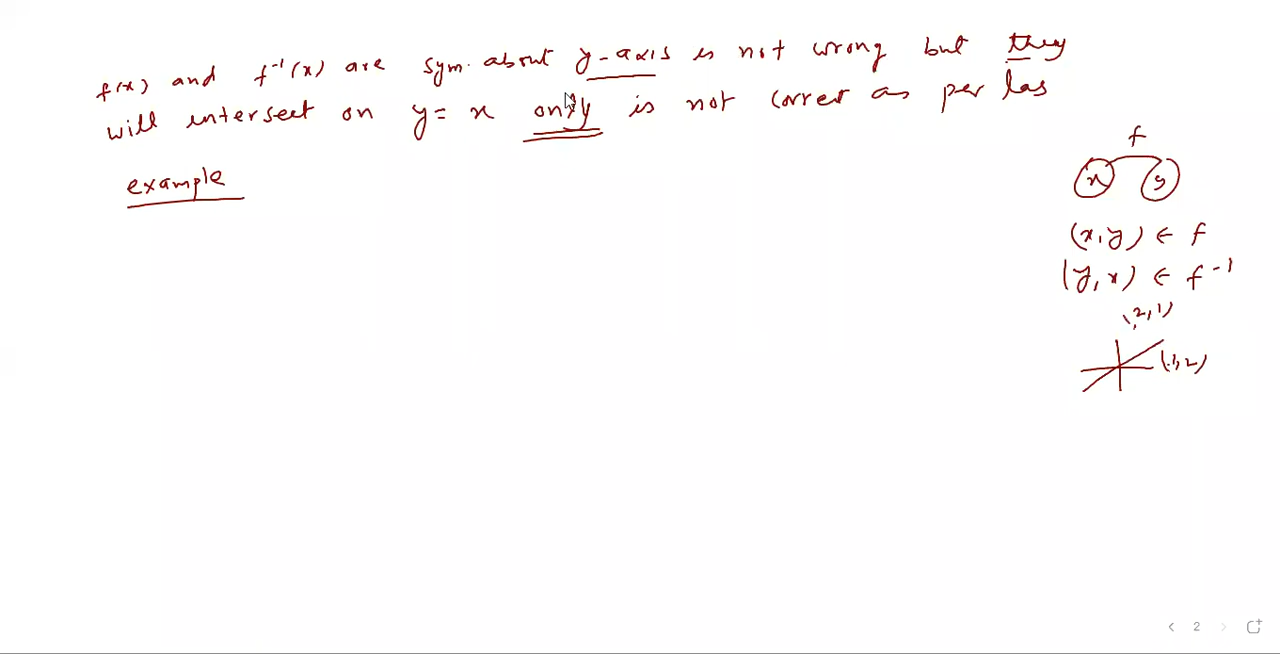 f(x) and f⁻¹(x) are sym. about y-axis is not wrong but they
will intersect on y = x only is not correct as per las
example
f
x y
(x,y) ∈ f
(y,x) ∈ f⁻¹
(2,1)
(1,2)
2